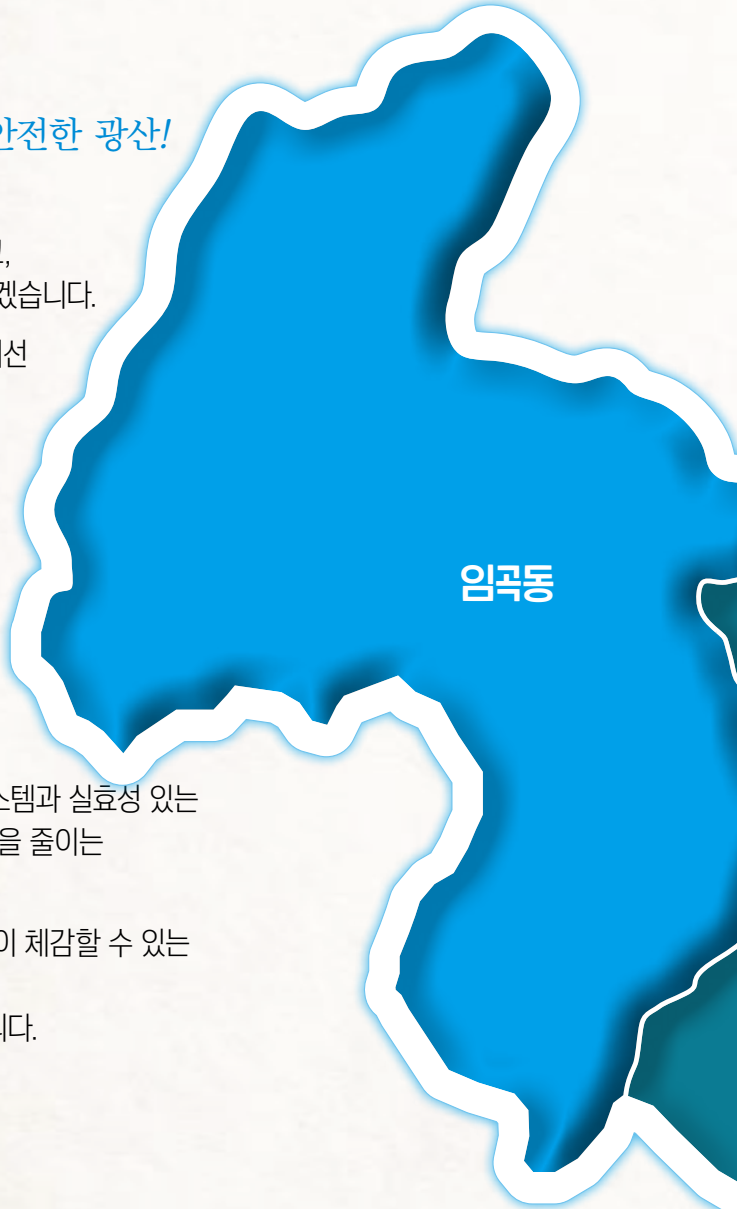 안전한 광산!
겠습니다.
선
임곡동
스템과 실효성 있는
을 줄이는
이 체감할 수 있는
다.